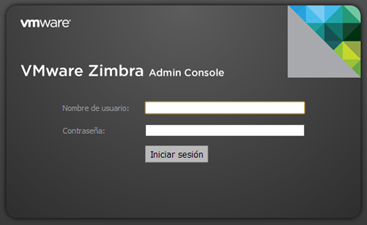 vmware®
VMware Zimbra Admin Console
Nombre de usuario:
Contraseña:
Iniciar sesión